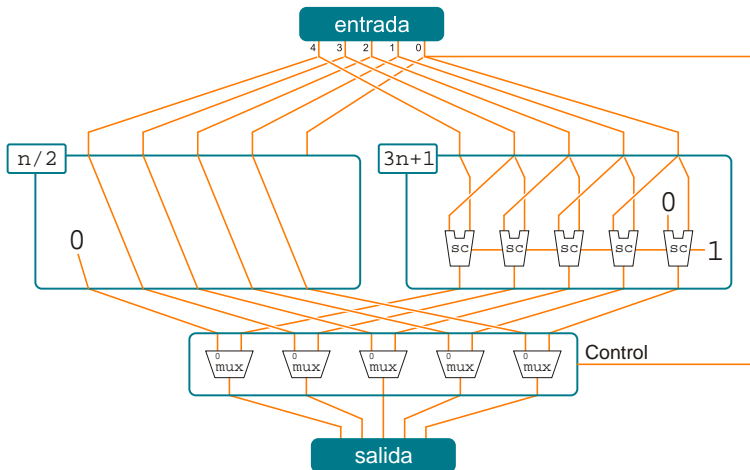 entrada
4 3 2 1 0
n/2
3n+1
0
0
sc sc sc sc sc
1
0 0 0 0 0
mux mux mux mux mux
Control
salida